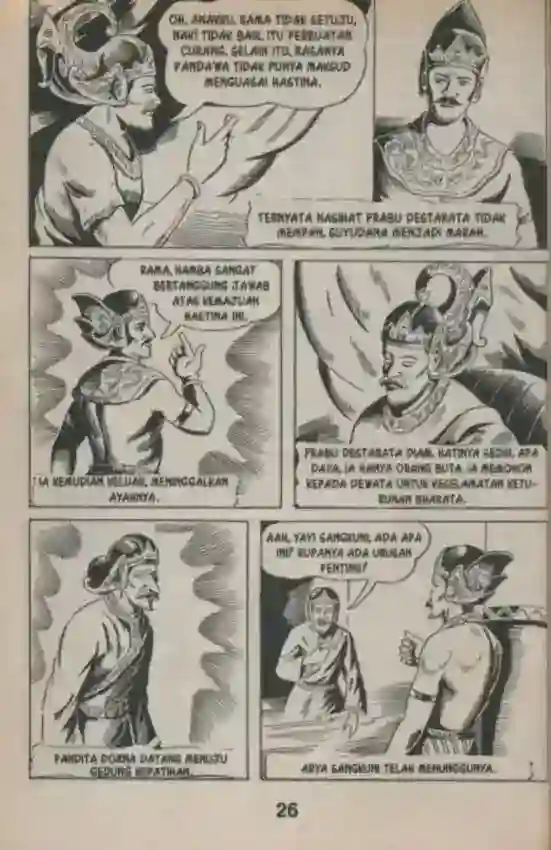 OH, ANAKKU, RAMA TIDAK SETUJU,
NAK! TIDAK BAIK, ITU PERBUATAN
CURANG. SELAIN ITU, RASANYA
PANDAWA TIDAK PUNYA MAKSUD
MENGUASAI HASTINA.
TERNYATA NASIHAT PRABU DESTARATA TIDAK
MEMPAN, SUYUDANA MENJADI MARAH.
RAMA, HAMBA SANGAT
BERTANGGUNG JAWAB
ATAS KEMAJUAN
HASTINA INI.
IA KEMUDIAN KELUAR, MENINGGALKAN
AYAHNYA.
PRABU DESTARATA DIAM. HATINYA SEDIH. APA
DAYA, IA HANYA ORANG BUTA. IA MEMOHON
KEPADA DEWATA UNTUK KESELAMATAN KETU-
RUNAN BHARATA.
PANDITA DORNA DATANG MENUJU
GEDUNG KEPATIHAN.
AAH, YAYI SANGKUNI, ADA APA
INI? RUPANYA ADA URUSAN
PENTING!
ARYA SANGKUNI TELAH MENUNGGUNYA.
26